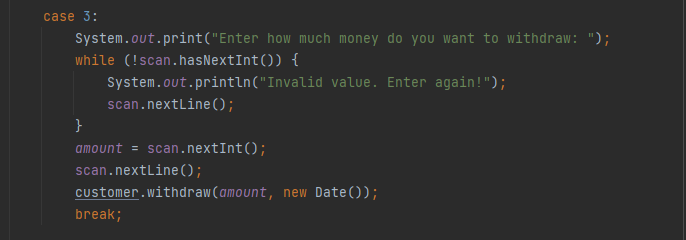 case 3:
System.out.print("Enter how much money do you want to withdraw: ");
while (!scan.hasNextInt()) {
System.out.println("Invalid value. Enter again!");
scan.nextLine();
}
amount = scan.nextInt();
scan.nextLine();
customer.withdraw(amount, new Date());
break;